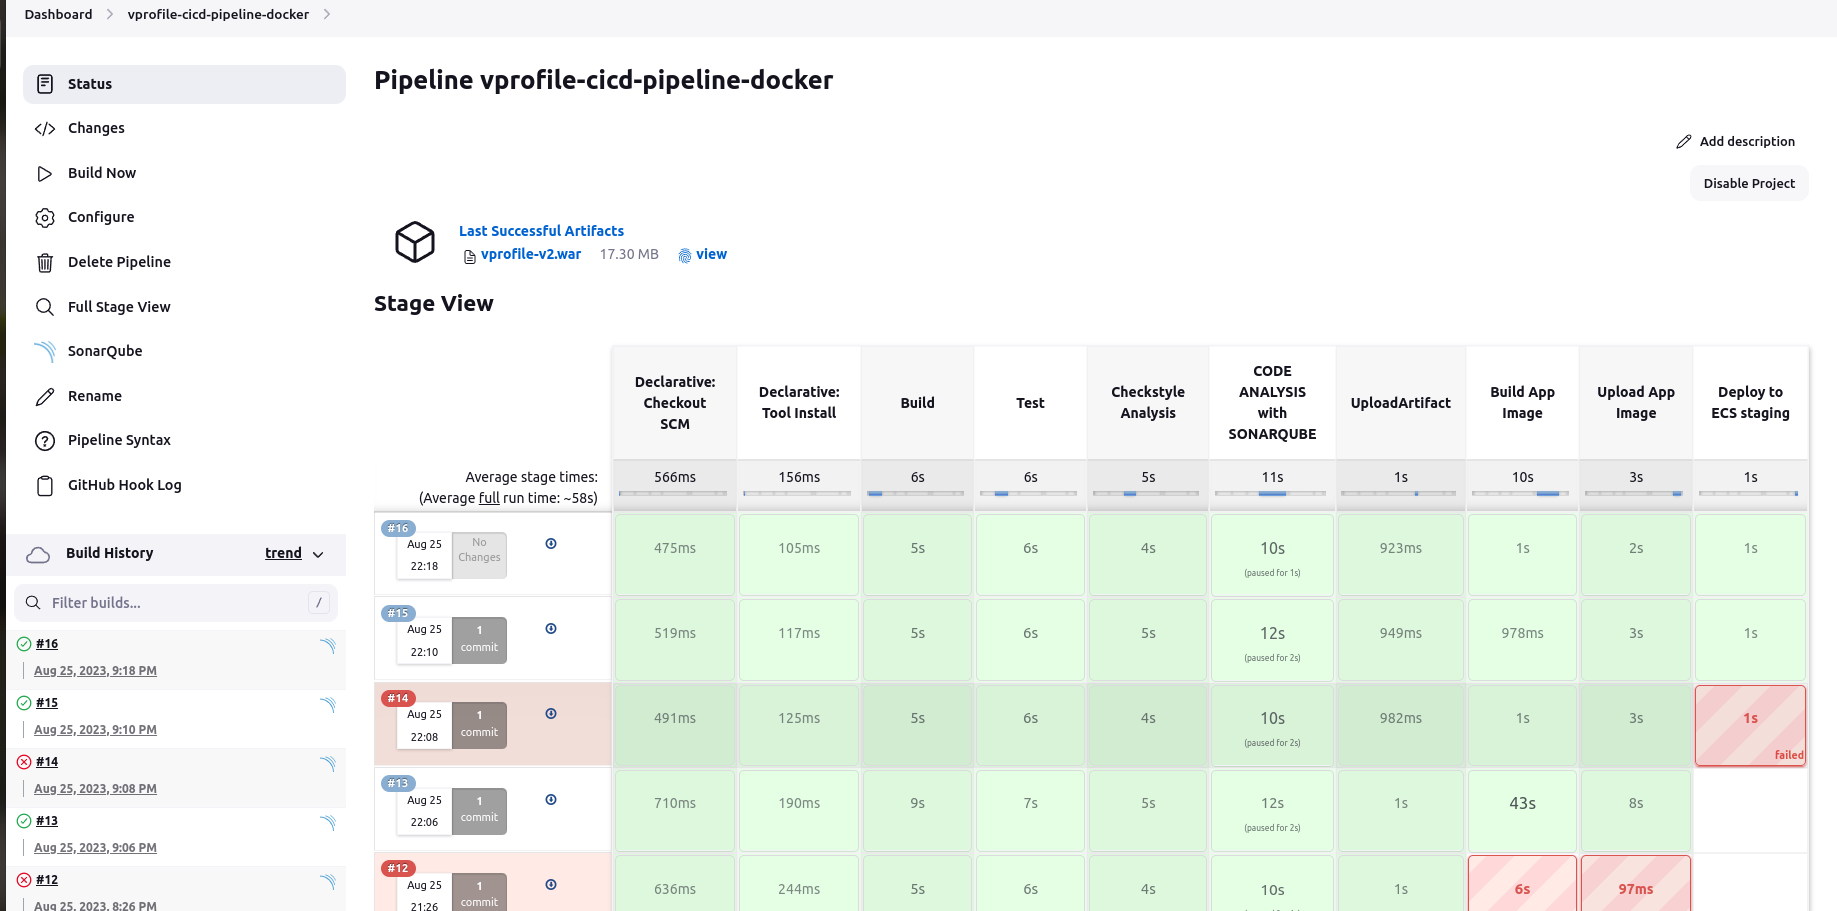 Dashboard vprofile-cicd-pipeline-docker
Status
Changes
Build Now
Configure
Delete Pipeline
Full Stage View
SonarQube
Rename
Pipeline Syntax
GitHub Hook Log
Build History trend
Filter builds... /
#16
Aug 25, 2023, 9:18 PM
#15
Aug 25, 2023, 9:10 PM
#14
Aug 25, 2023, 9:08 PM
#13
Aug 25, 2023, 9:06 PM
#12
Aug 25, 2023, 8:26 PM
Pipeline vprofile-cicd-pipeline-docker
Add description
Disable Project
Last Successful Artifacts
vprofile-v2.war 17.30 MB view
Stage View
Declarative: Checkout SCM
Declarative: Tool Install
Build
Test
Checkstyle Analysis
CODE ANALYSIS with SONARQUBE
UploadArtifact
Build App Image
Upload App Image
Deploy to ECS staging
Average stage times:
(Average full run time: ~58s)
566ms 156ms 6s 6s 5s 11s 1s 10s 3s 1s
#16
Aug 25
22:18
No Changes
475ms 105ms 5s 6s 4s 10s 923ms 1s 2s 1s
(paused for 1s)
#15
Aug 25
22:10
1 commit
519ms 117ms 5s 6s 5s 12s 949ms 978ms 3s 1s
(paused for 2s)
#14
Aug 25
22:08
1 commit
491ms 125ms 5s 6s 4s 10s 982ms 1s 3s 1s
(paused for 2s)
failed
#13
Aug 25
22:06
1 commit
710ms 190ms 9s 7s 5s 12s 1s 43s 8s
(paused for 2s)
#12
Aug 25
21:26
1 commit
636ms 244ms 5s 6s 4s 10s 1s 6s 97ms